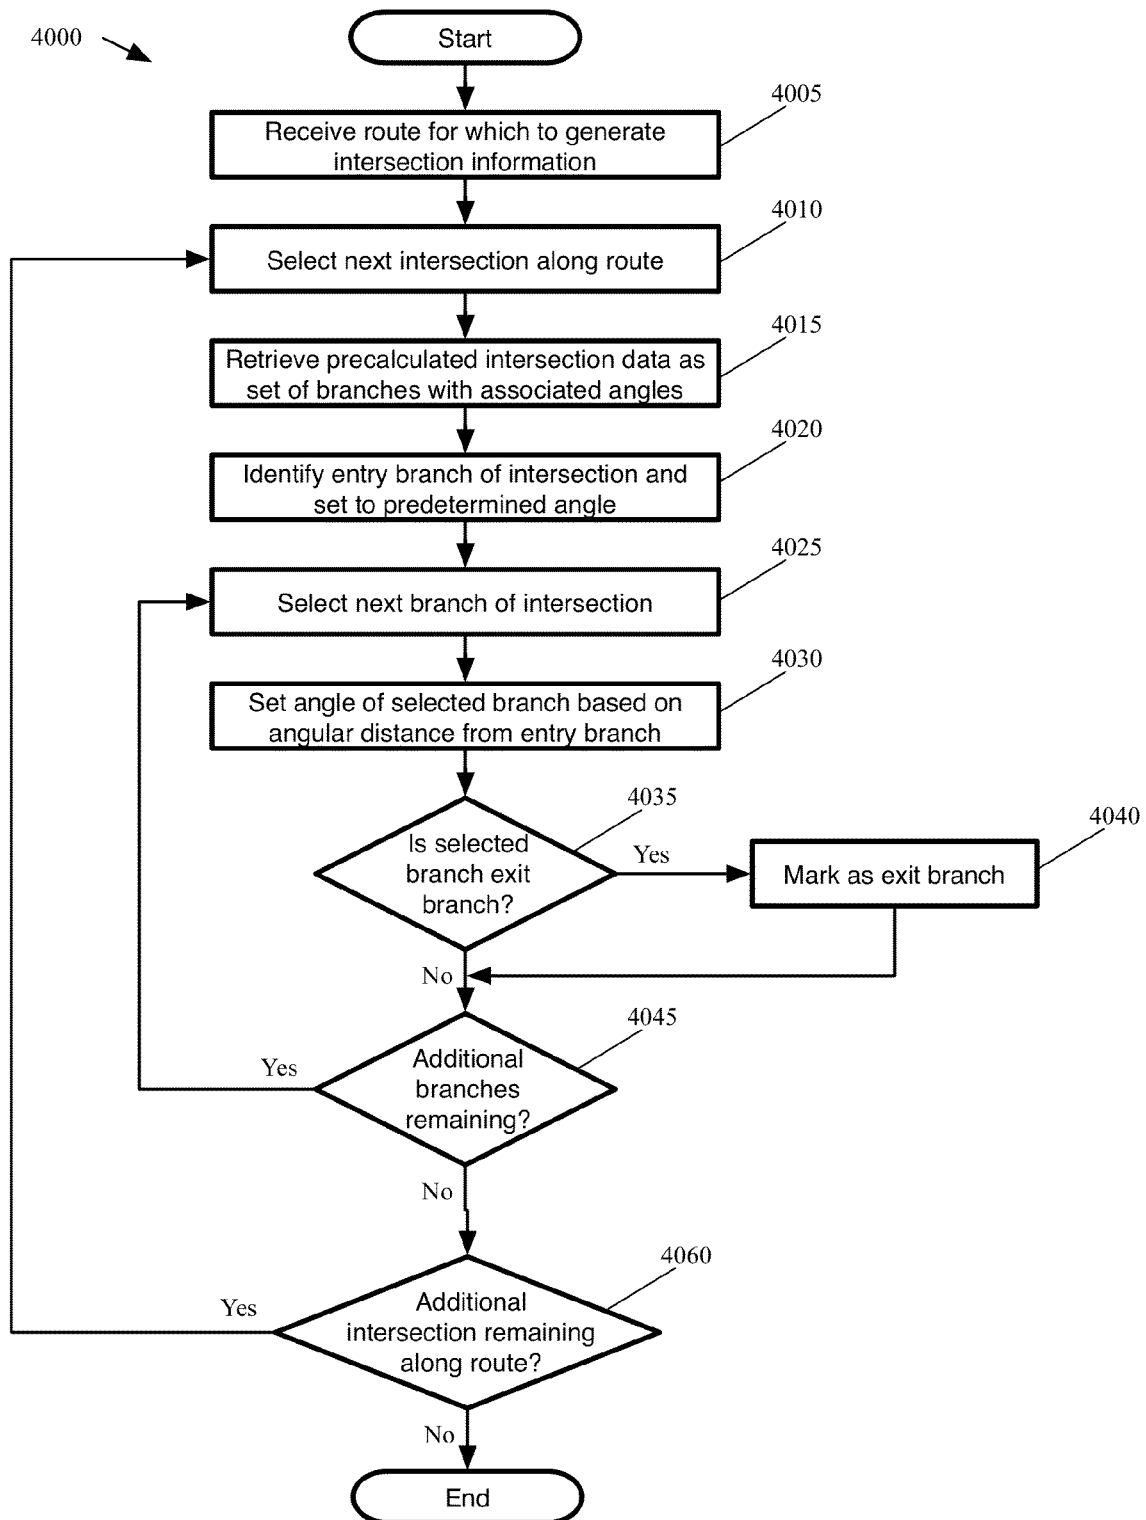 4000
Start
4005
Receive route for which to generate
intersection information
4010
Select next intersection along route
4015
Retrieve precalculated intersection data as
set of branches with associated angles
4020
Identify entry branch of intersection and
set to predetermined angle
4025
Select next branch of intersection
4030
Set angle of selected branch based on
angular distance from entry branch
4035
Is selected
branch exit
branch?
Yes
4040
Mark as exit branch
No
4045
Additional
branches
remaining?
Yes
No
4060
Additional
intersection remaining
along route?
Yes
No
End